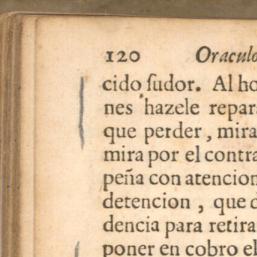 120 Oraculo
cido ſudor. Al ho
nes hazele repar
que perder, mira
mira por el contra
peña con atencion
detencion, que d
dencia para retira
poner en cobro el